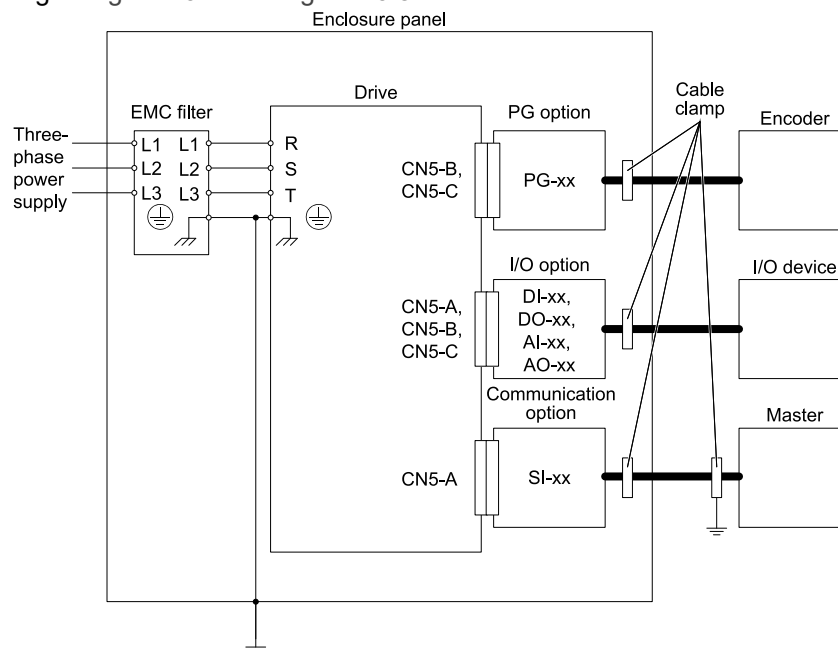 Enclosure panel
Drive
EMC filter
PG option
Cable
clamp
Encoder
Three-
phase
power
supply
L1 L1
L2 L2
L3 L3
R
S
T
CN5-B,
CN5-C
PG-xx
I/O option
I/O device
CN5-A,
CN5-B,
CN5-C
DI-xx,
DO-xx,
AI-xx,
AO-xx
Communication
option
Master
CN5-A
SI-xx